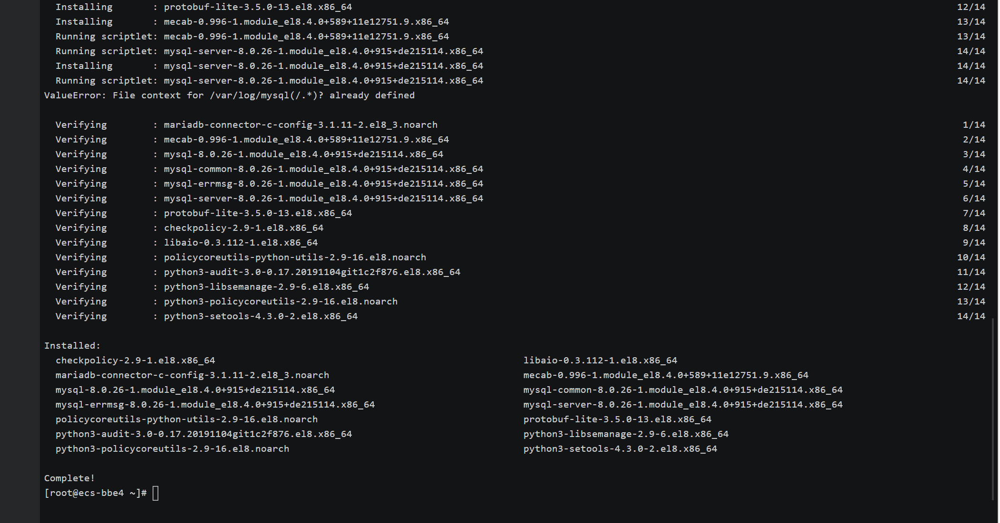 Installing : protobuf-lite-3.5.0-13.el8.x86_64 12/14
Installing : mecab-0.996-1.module_el8.4.0+589+11e12751.9.x86_64 13/14
Running scriptlet: mecab-0.996-1.module_el8.4.0+589+11e12751.9.x86_64 13/14
Running scriptlet: mysql-server-8.0.26-1.module_el8.4.0+915+de215114.x86_64 14/14
Installing : mysql-server-8.0.26-1.module_el8.4.0+915+de215114.x86_64 14/14
Running scriptlet: mysql-server-8.0.26-1.module_el8.4.0+915+de215114.x86_64 14/14
ValueError: File context for /var/log/mysql(/.*)? already defined
Verifying : mariadb-connector-c-config-3.1.11-2.el8_3.noarch 1/14
Verifying : mecab-0.996-1.module_el8.4.0+589+11e12751.9.x86_64 2/14
Verifying : mysql-8.0.26-1.module_el8.4.0+915+de215114.x86_64 3/14
Verifying : mysql-common-8.0.26-1.module_el8.4.0+915+de215114.x86_64 4/14
Verifying : mysql-errmsg-8.0.26-1.module_el8.4.0+915+de215114.x86_64 5/14
Verifying : mysql-server-8.0.26-1.module_el8.4.0+915+de215114.x86_64 6/14
Verifying : protobuf-lite-3.5.0-13.el8.x86_64 7/14
Verifying : checkpolicy-2.9-1.el8.x86_64 8/14
Verifying : libaio-0.3.112-1.el8.x86_64 9/14
Verifying : policycoreutils-python-utils-2.9-16.el8.noarch 10/14
Verifying : python3-audit-3.0-0.17.20191104git1c2f876.el8.x86_64 11/14
Verifying : python3-libsemanage-2.9-6.el8.x86_64 12/14
Verifying : python3-policycoreutils-2.9-16.el8.noarch 13/14
Verifying : python3-setools-4.3.0-2.el8.x86_64 14/14
Installed:
checkpolicy-2.9-1.el8.x86_64 libaio-0.3.112-1.el8.x86_64
mariadb-connector-c-config-3.1.11-2.el8_3.noarch mecab-0.996-1.module_el8.4.0+589+11e12751.9.x86_64
mysql-8.0.26-1.module_el8.4.0+915+de215114.x86_64 mysql-common-8.0.26-1.module_el8.4.0+915+de215114.x86_64
mysql-errmsg-8.0.26-1.module_el8.4.0+915+de215114.x86_64 mysql-server-8.0.26-1.module_el8.4.0+915+de215114.x86_64
policycoreutils-python-utils-2.9-16.el8.noarch protobuf-lite-3.5.0-13.el8.x86_64
python3-audit-3.0-0.17.20191104git1c2f876.el8.x86_64 python3-libsemanage-2.9-6.el8.x86_64
python3-policycoreutils-2.9-16.el8.noarch python3-setools-4.3.0-2.el8.x86_64
Complete!
[root@ecs-bbe4 ~]#